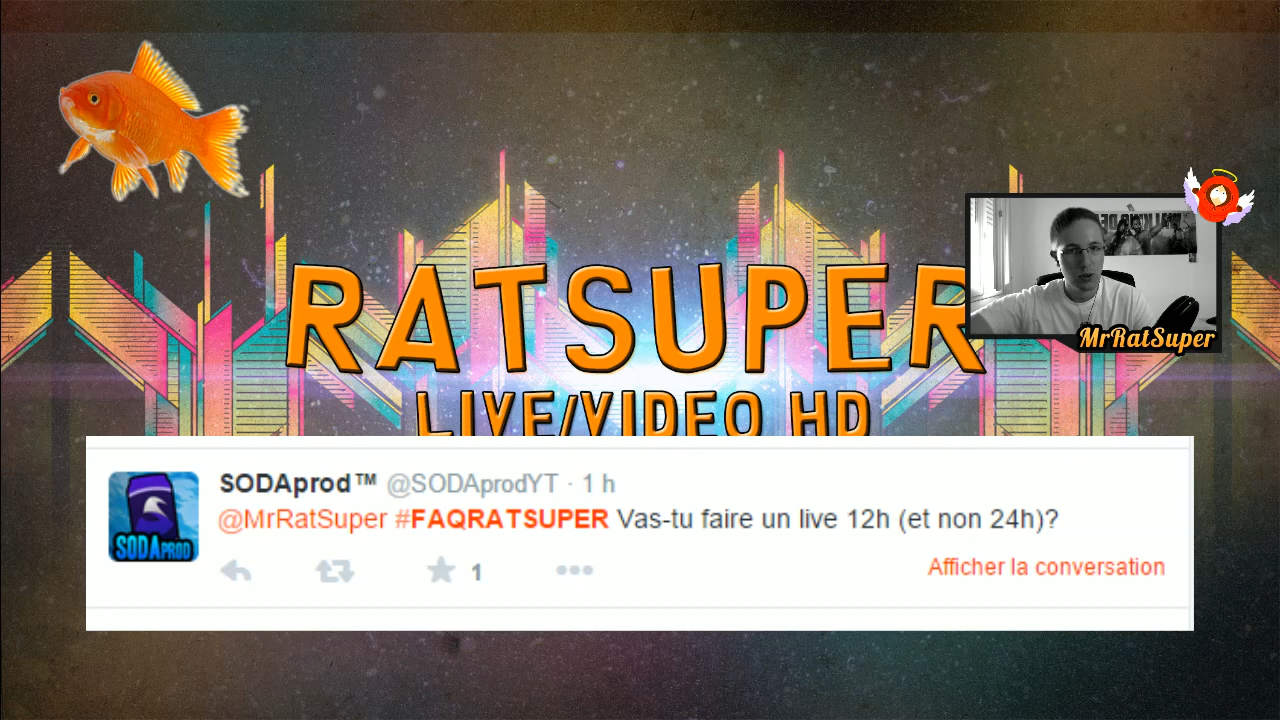 RATSUPER
LIVE/VIDEO HD
MrRatSuper
SODAprod™ @SODAprodYT · 1 h
@MrRatSuper #FAQRATSUPER Vas-tu faire un live 12h (et non 24h)?
1
Afficher la conversation
SODAPROD